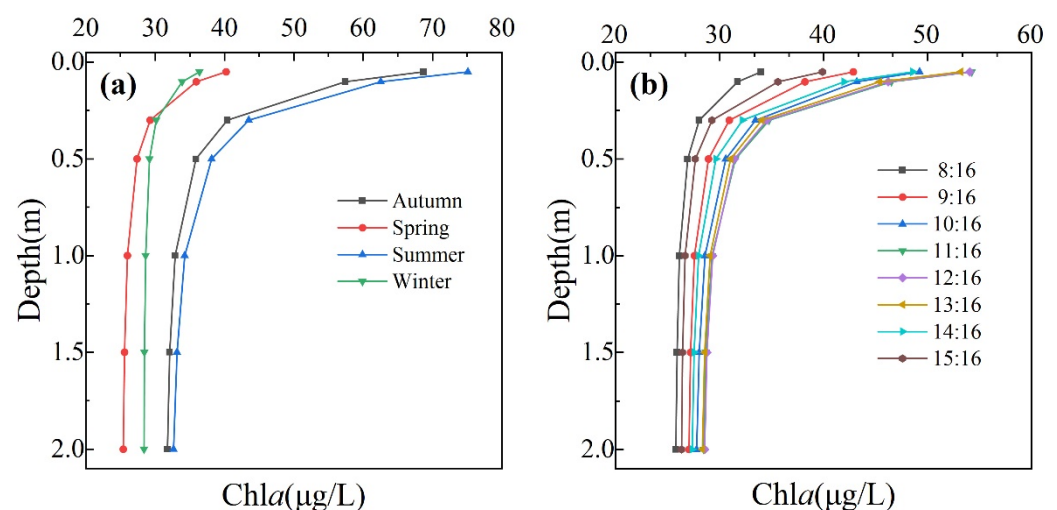 20 30 40 50 60 70 80
0.0
0.5
1.0
1.5
2.0
Depth(m)
(a)
Autumn
Spring
Summer
Winter
Chla(μg/L)
20 30 40 50 60
0.0
0.5
1.0
1.5
2.0
Depth(m)
(b)
8:16
9:16
10:16
11:16
12:16
13:16
14:16
15:16
Chla(μg/L)